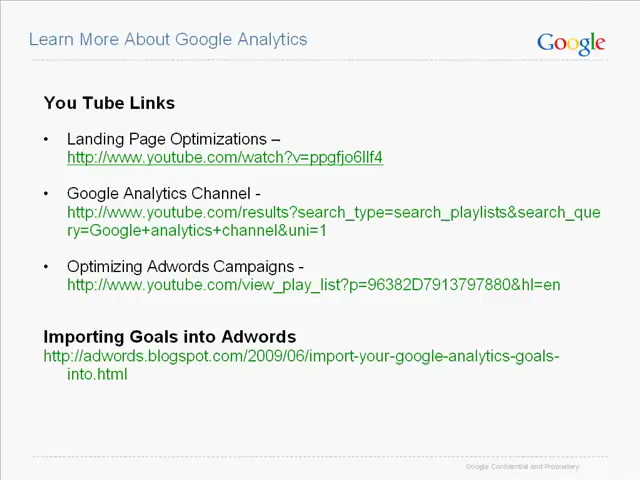 Learn More About Google Analytics
Google
You Tube Links
• Landing Page Optimizations –
http://www.youtube.com/watch?v=ppgfjo6IIf4
• Google Analytics Channel -
http://www.youtube.com/results?search_type=search_playlists&search_que
ry=Google+analytics+channel&uni=1
• Optimizing Adwords Campaigns -
http://www.youtube.com/view_play_list?p=96382D7913797880&hl=en
Importing Goals into Adwords
http://adwords.blogspot.com/2009/06/import-your-google-analytics-goals-
into.html
Google Confidential and Proprietary